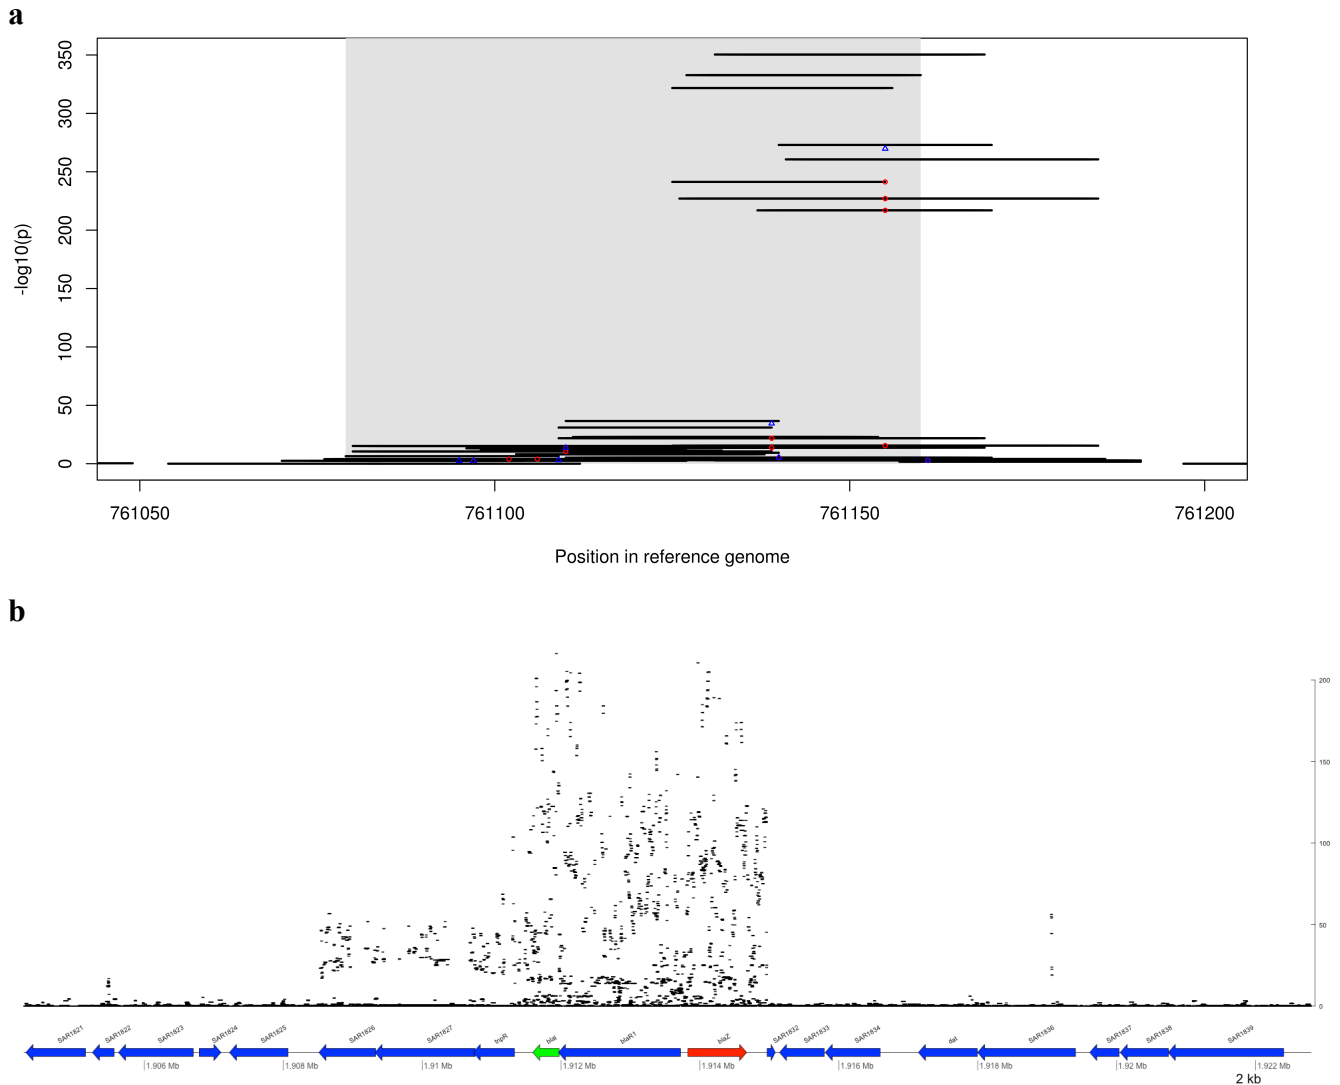 a
350
300
250
200
150
100
50
0
-log10(p)
761050 761100 761150 761200
Position in reference genome
b
200
150
100
50
0
SAR1821 SAR1822 SAR1823 SAR1824 SAR1825 SAR1826 SAR1827 tnpR blaI blaR1 blaZ SAR1832 SAR1833 SAR1834 dat SAR1836 SAR1837 SAR1838 SAR1839
1.906 Mb 1.908 Mb 1.91 Mb 1.912 Mb 1.914 Mb 1.916 Mb 1.918 Mb 1.92 Mb 1.922 Mb
2 kb